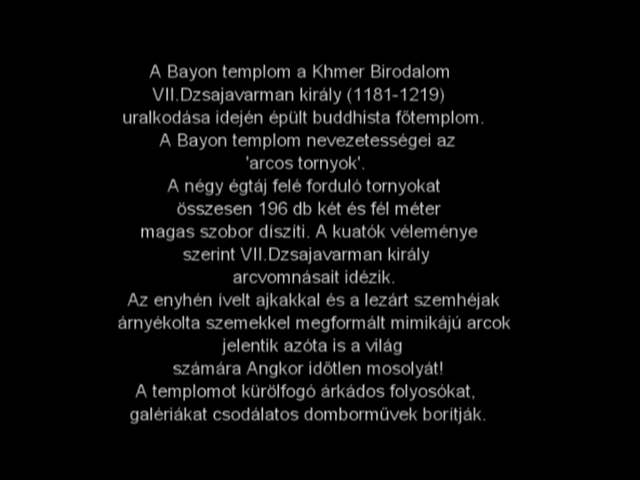 A Bayon templom a Khmer Birodalom
VII.Dzsajavarman király (1181-1219)
uralkodása idején épült buddhista főtemplom.
A Bayon templom nevezetességei az
'arcos tornyok'.
A négy égtáj felé forduló tornyokat
összesen 196 db két és fél méter
magas szobor díszíti. A kuatók véleménye
szerint VII.Dzsajavarman király
arcvomnásait idézik.
Az enyhén ívelt ajkakkal és a lezárt szemhéjak
árnyékolta szemekkel megformált mimikájú arcok
jelentik azóta is a világ
számára Angkor időtlen mosolyát!
A templomot kürölfogó árkádos folyosókat,
galériákat csodálatos domborművek borítják.